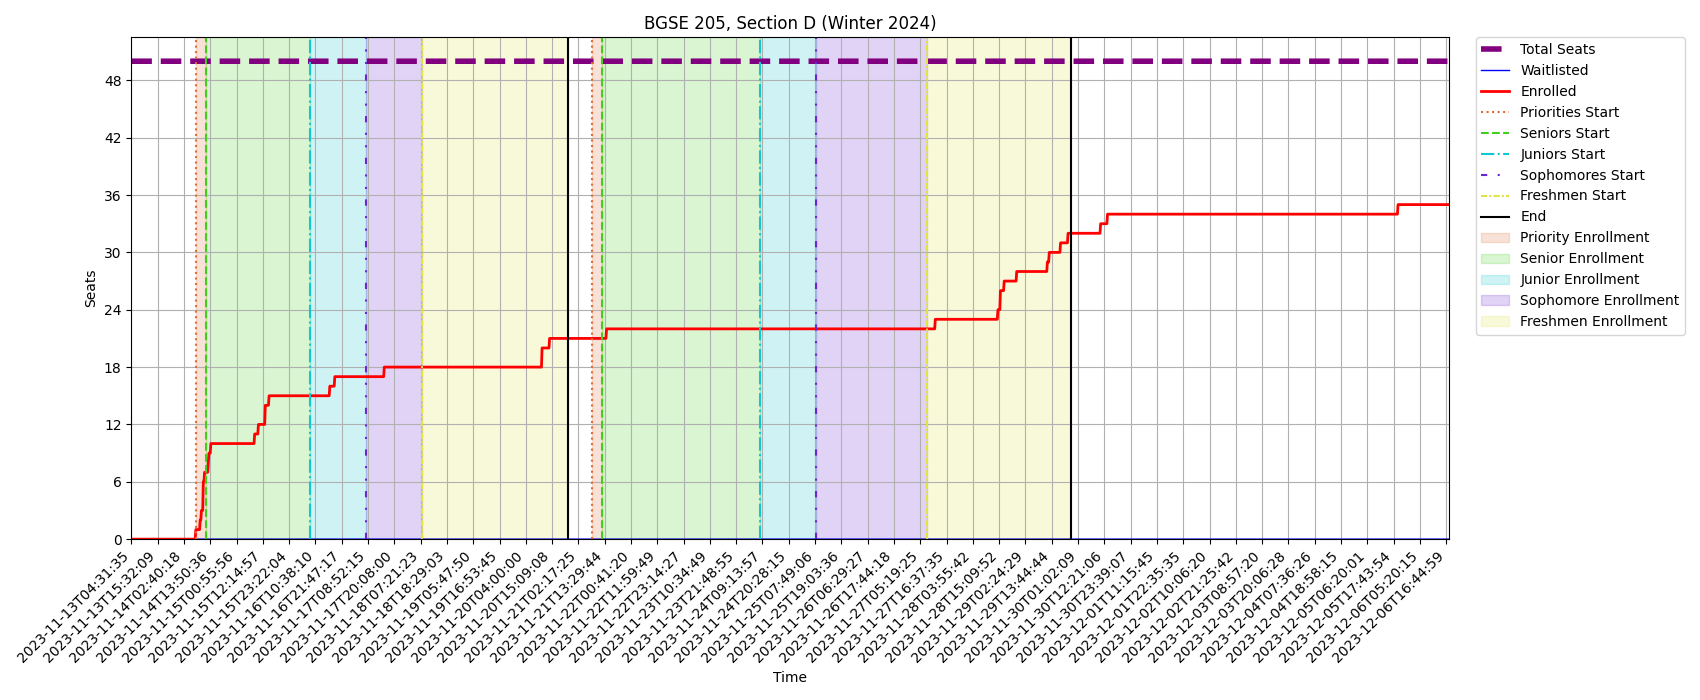 BGSE 205, Section D (Winter 2024)
Seats
48
42
36
30
24
18
12
6
0
2023-11-13T04:31:35
2023-11-13T15:32:09
2023-11-14T02:40:18
2023-11-14T13:50:36
2023-11-15T00:55:56
2023-11-15T12:14:57
2023-11-15T23:22:04
2023-11-16T10:38:10
2023-11-16T21:47:17
2023-11-17T08:52:15
2023-11-17T20:08:00
2023-11-18T07:21:23
2023-11-18T18:29:03
2023-11-19T05:47:50
2023-11-19T16:53:45
2023-11-20T04:00:00
2023-11-20T15:09:08
2023-11-21T02:17:25
2023-11-21T13:29:44
2023-11-22T00:41:20
2023-11-22T11:59:49
2023-11-22T23:14:27
2023-11-23T10:34:49
2023-11-23T21:48:55
2023-11-24T09:13:57
2023-11-24T20:28:15
2023-11-25T07:49:06
2023-11-25T19:03:36
2023-11-26T06:29:27
2023-11-26T17:44:18
2023-11-27T05:19:25
2023-11-27T16:37:35
2023-11-28T03:55:42
2023-11-28T15:09:52
2023-11-29T02:24:29
2023-11-29T13:44:44
2023-11-30T01:02:09
2023-11-30T12:21:06
2023-11-30T23:39:07
2023-12-01T11:15:45
2023-12-01T22:35:35
2023-12-02T10:06:20
2023-12-02T21:25:42
2023-12-03T08:57:20
2023-12-03T20:06:28
2023-12-04T07:36:26
2023-12-04T18:58:15
2023-12-05T06:20:01
2023-12-05T17:43:54
2023-12-06T05:20:15
2023-12-06T16:44:59
Time
Total Seats
Waitlisted
Enrolled
Priorities Start
Seniors Start
Juniors Start
Sophomores Start
Freshmen Start
End
Priority Enrollment
Senior Enrollment
Junior Enrollment
Sophomore Enrollment
Freshmen Enrollment